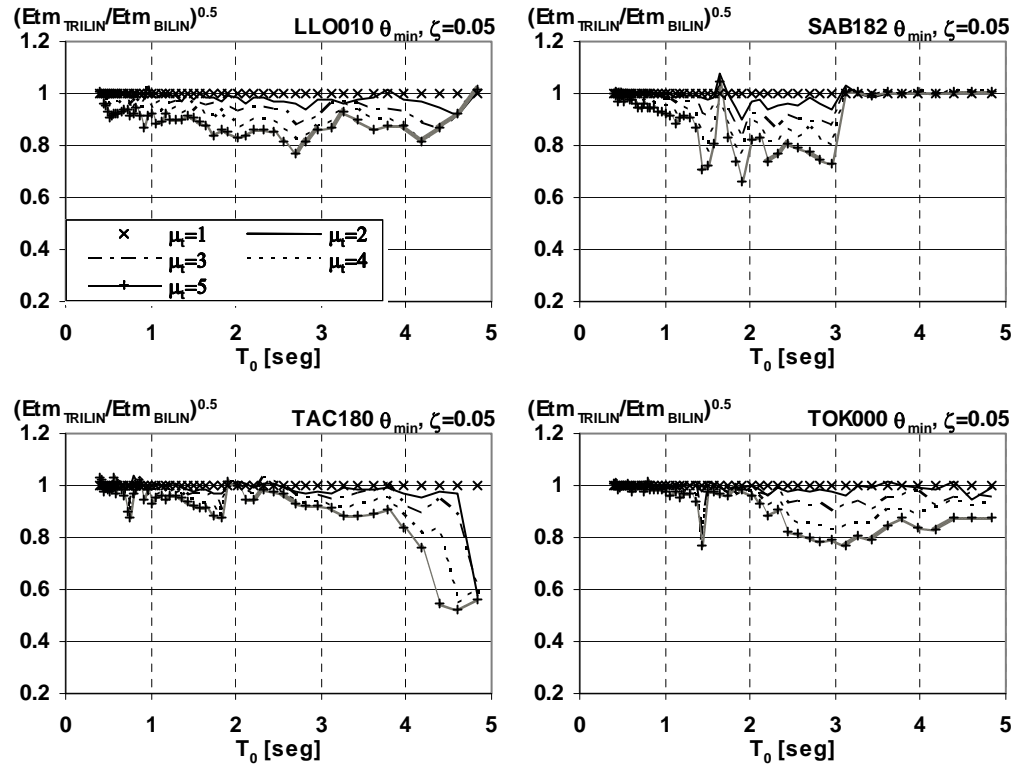 (Etm TRILIN/Etm BILIN)0.5 LLO010 θmin, ζ=0.05
1.2
1
0.8
0.6
0.4
0.2
μt=1 μt=2
μt=3 μt=4
μt=5
0 1 2 3 4 5
T0 [seg]
(Etm TRILIN/Etm BILIN)0.5 SAB182 θmin, ζ=0.05
1.2
1
0.8
0.6
0.4
0.2
0 1 2 3 4 5
T0 [seg]
(Etm TRILIN/Etm BILIN)0.5 TAC180 θmin, ζ=0.05
1.2
1
0.8
0.6
0.4
0.2
0 1 2 3 4 5
T0 [seg]
(Etm TRILIN/Etm BILIN)0.5 TOK000 θmin, ζ=0.05
1.2
1
0.8
0.6
0.4
0.2
0 1 2 3 4 5
T0 [seg]